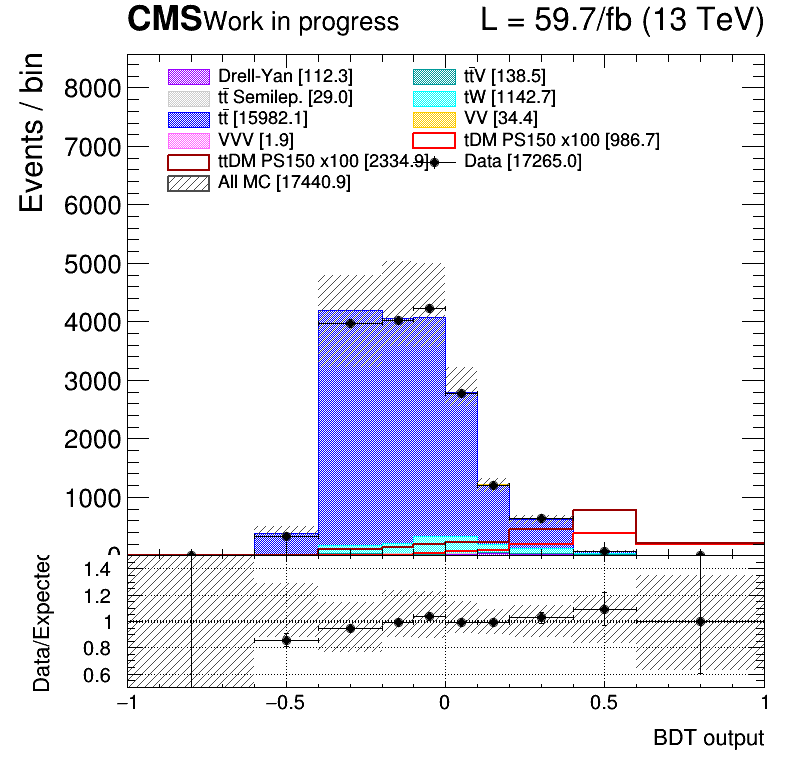 CMS Work in progress L = 59.7/fb (13 TeV)
Events / bin
8000
7000
6000
5000
4000
3000
2000
1000
0
Drell-Yan [112.3]
tt̄ Semilep. [29.0]
tt̄ [15982.1]
VVV [1.9]
ttDM PS150 x100 [2334.9]
All MC [17440.9]
tt̄V [138.5]
tW [1142.7]
VV [34.4]
tDM PS150 x100 [986.7]
Data [17265.0]
Data/Expected
1.4
1.2
1
0.8
0.6
−1 −0.5 0 0.5 1
BDT output